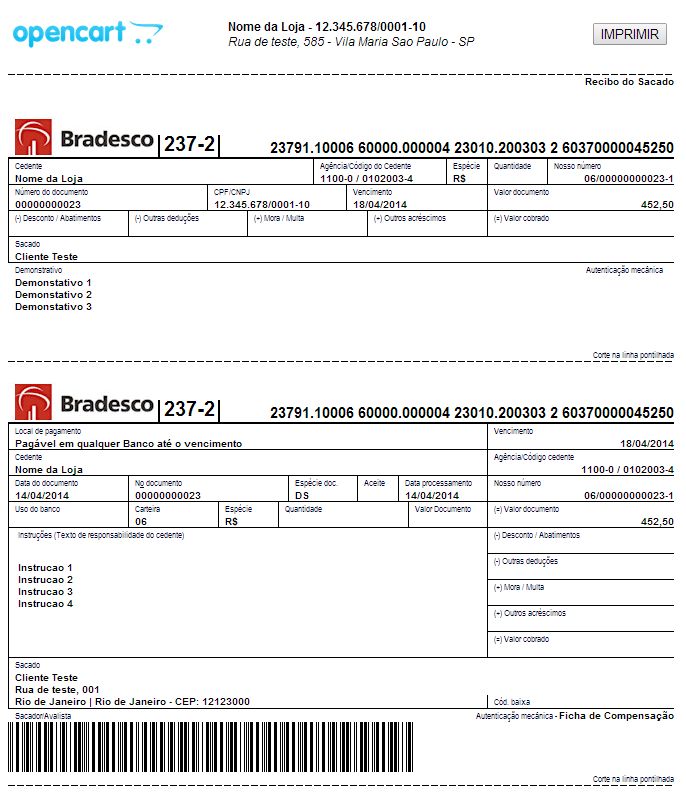 opencart
Nome da Loja - 12.345.678/0001-10
Rua de teste, 585 - Vila Maria Sao Paulo - SP
IMPRIMIR
Recibo do Sacado
Bradesco 237-2 23791.10006 60000.000004 23010.200303 2 60370000045250
Cedente Agência/Código do Cedente Espécie Quantidade Nosso número
Nome da Loja 1100-0 / 0102003-4 R$ 06/00000000023-1
Número do documento CPF/CNPJ Vencimento Valor documento
00000000023 12.345.678/0001-10 18/04/2014 452,50
(-) Desconto / Abatimentos (-) Outras deduções (+) Mora / Multa (+) Outros acréscimos (=) Valor cobrado
Sacado
Cliente Teste
Demonstrativo Autenticação mecânica
Demonstativo 1
Demonstativo 2
Demonstativo 3
Corte na linha pontilhada
Bradesco 237-2 23791.10006 60000.000004 23010.200303 2 60370000045250
Local de pagamento Vencimento
Pagável em qualquer Banco até o vencimento 18/04/2014
Cedente Agência/Código cedente
Nome da Loja 1100-0 / 0102003-4
Data do documento No documento Espécie doc. Aceite Data processamento Nosso número
14/04/2014 00000000023 DS 14/04/2014 06/00000000023-1
Uso do banco Carteira Espécie Quantidade Valor Documento (=) Valor documento
06 R$ 452,50
Instruções (Texto de responsabilidade do cedente) (-) Desconto / Abatimentos
(-) Outras deduções
Instrucao 1
Instrucao 2
(+) Mora / Multa
Instrucao 3
Instrucao 4
(+) Outros acréscimos
(=) Valor cobrado
Sacado
Cliente Teste
Rua de teste, 001
Rio de Janeiro | Rio de Janeiro - CEP: 12123000 Cód. baixa
Sacador/Avalista Autenticação mecânica - Ficha de Compensação
Corte na linha pontilhada